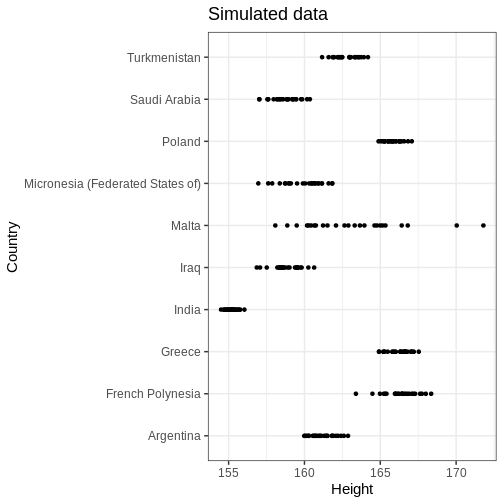 Simulated data
Turkmenistan
Saudi Arabia
Poland
Micronesia (Federated States of)
Malta
Iraq
India
Greece
French Polynesia
Argentina
Country
155 160 165 170
Height